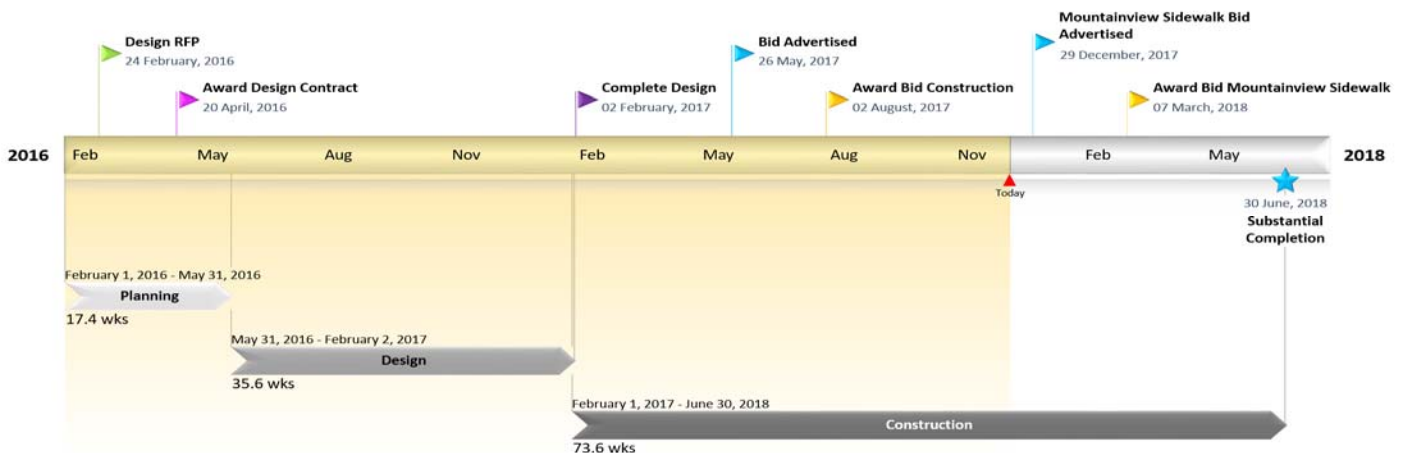 Design RFP
24 February, 2016
Award Design Contract
20 April, 2016
Complete Design
02 February, 2017
Bid Advertised
26 May, 2017
Award Bid Construction
02 August, 2017
Mountainview Sidewalk Bid
Advertised
29 December, 2017
Award Bid Mountainview Sidewalk
07 March, 2018
2016 Feb May Aug Nov Feb May Aug Nov Feb May 2018
Today
30 June, 2018
Substantial
Completion
February 1, 2016 - May 31, 2016
Planning
17.4 wks
May 31, 2016 - February 2, 2017
Design
35.6 wks
February 1, 2017 - June 30, 2018
Construction
73.6 wks